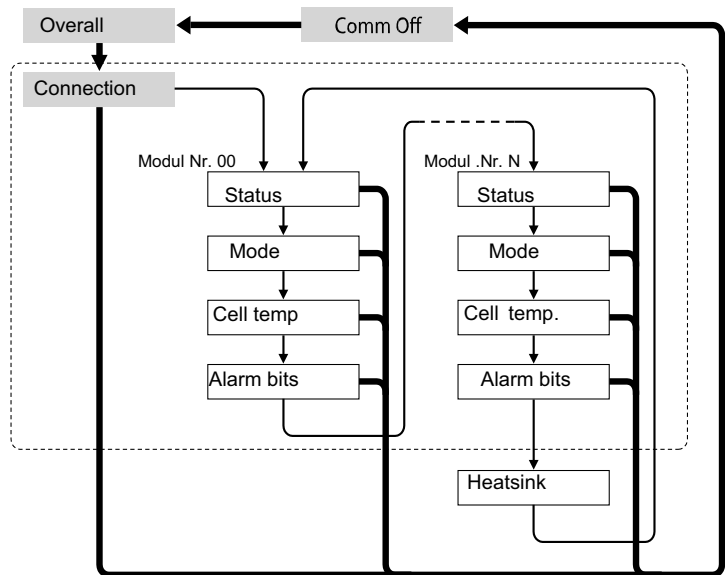 Overall
Comm Off
Connection
Modul Nr. 00
Modul .Nr. N
Status
Status
Mode
Mode
Cell temp
Cell temp.
Alarm bits
Alarm bits
Heatsink